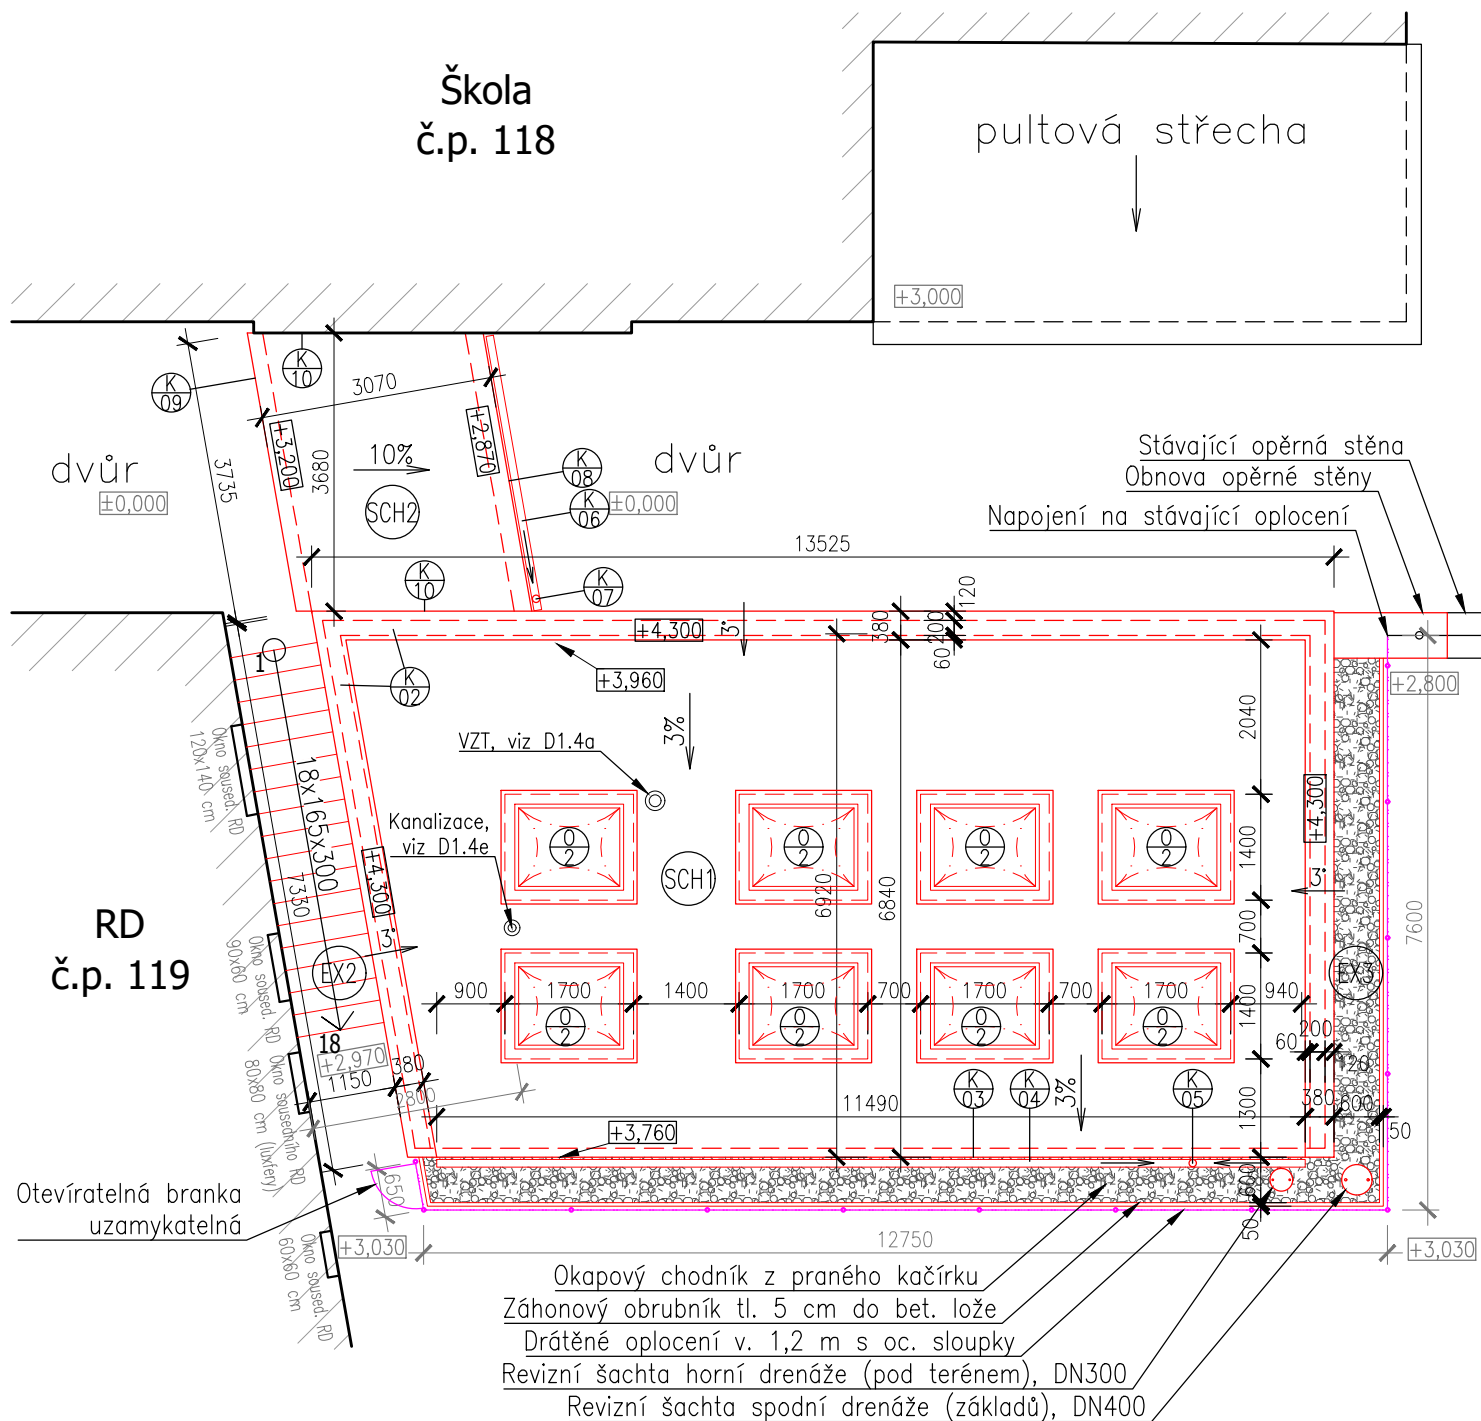 Škola
č.p. 118
pultová střecha
+3,000
K
10
K
09
3070
+3,200
+2,870
3680
3735
10%
SCH2
dvůr
±0,000
K
08
K
06
dvůr
±0,000
K
07
K
10
Stávající opěrná stěna
Obnova opěrné stěny
Napojení na stávající oplocení
13525
120
380
200
60
+4,300
3°
+3,960
K
02
1
+2,800
2040
3%
VZT, viz D1.4a
Kanalizace,
viz D1.4e
Okno soused. RD
120x140 cm
18x165x300
7330
+4,300
3°
SCH1
6920
6840
O
2
O
2
O
2
O
2
1400
+4,300
3°
700
7600
RD
č.p. 119
EX2
EX3
Okno soused. RD
90x60 cm
900
1700
1400
1700
700
1700
700
1700
940
1400
O
2
O
2
O
2
O
2
18
+2,970
1150
380
2800
60
200
120
Okno sousedního RD
80x80 cm (luxfery)
11490
K
03
K
04
3%
K
05
1300
380
600
50
+3,760
650
600
50
Otevíratelná branka
uzamykatelná
Okno soused. RD
60x60 cm
+3,030
12750
+3,030
Okapový chodník z praného kačírku
Záhonový obrubník tl. 5 cm do bet. lože
Drátěné oplocení v. 1,2 m s oc. sloupky
Revizní šachta horní drenáže (pod terénem), DN300
Revizní šachta spodní drenáže (základů), DN400